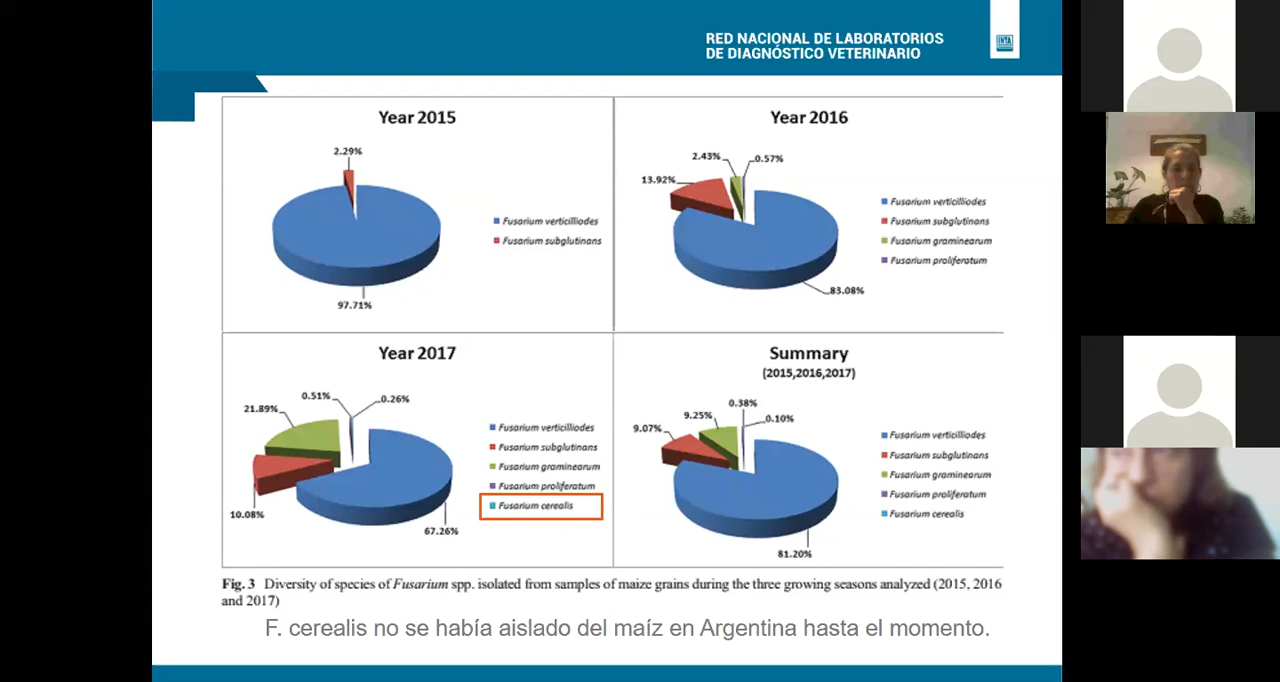 RED NACIONAL DE LABORATORIOS
DE DIAGNÓSTICO VETERINARIO
INTA
Year 2015
2.29%
97.71%
Fusarium verticilliodes
Fusarium subglutinans
Year 2016
13.92%
2.43%
0.57%
83.08%
Fusarium verticilliodes
Fusarium subglutinans
Fusarium graminearum
Fusarium proliferatum
Year 2017
21.89%
0.51%
0.26%
10.08%
67.26%
Fusarium verticilliodes
Fusarium subglutinans
Fusarium graminearum
Fusarium proliferatum
Fusarium cerealis
Summary
(2015,2016,2017)
9.07%
9.25%
0.38%
0.10%
81.20%
Fusarium verticilliodes
Fusarium subglutinans
Fusarium graminearum
Fusarium proliferatum
Fusarium cerealis
Fig. 3 Diversity of species of Fusarium spp. isolated from samples of maize grains during the three growing seasons analyzed (2015, 2016
and 2017)
F. cerealis no se había aislado del maíz en Argentina hasta el momento.